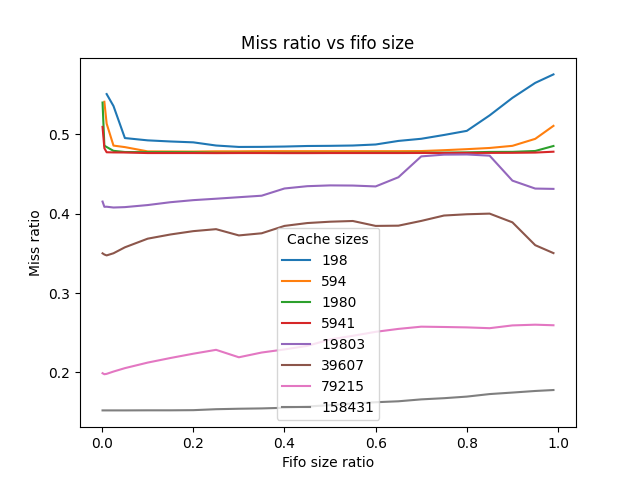 Miss ratio vs fifo size
Miss ratio
0.5
0.4
0.3
0.2
Cache sizes
198
594
1980
5941
19803
39607
79215
158431
0.0 0.2 0.4 0.6 0.8 1.0
Fifo size ratio